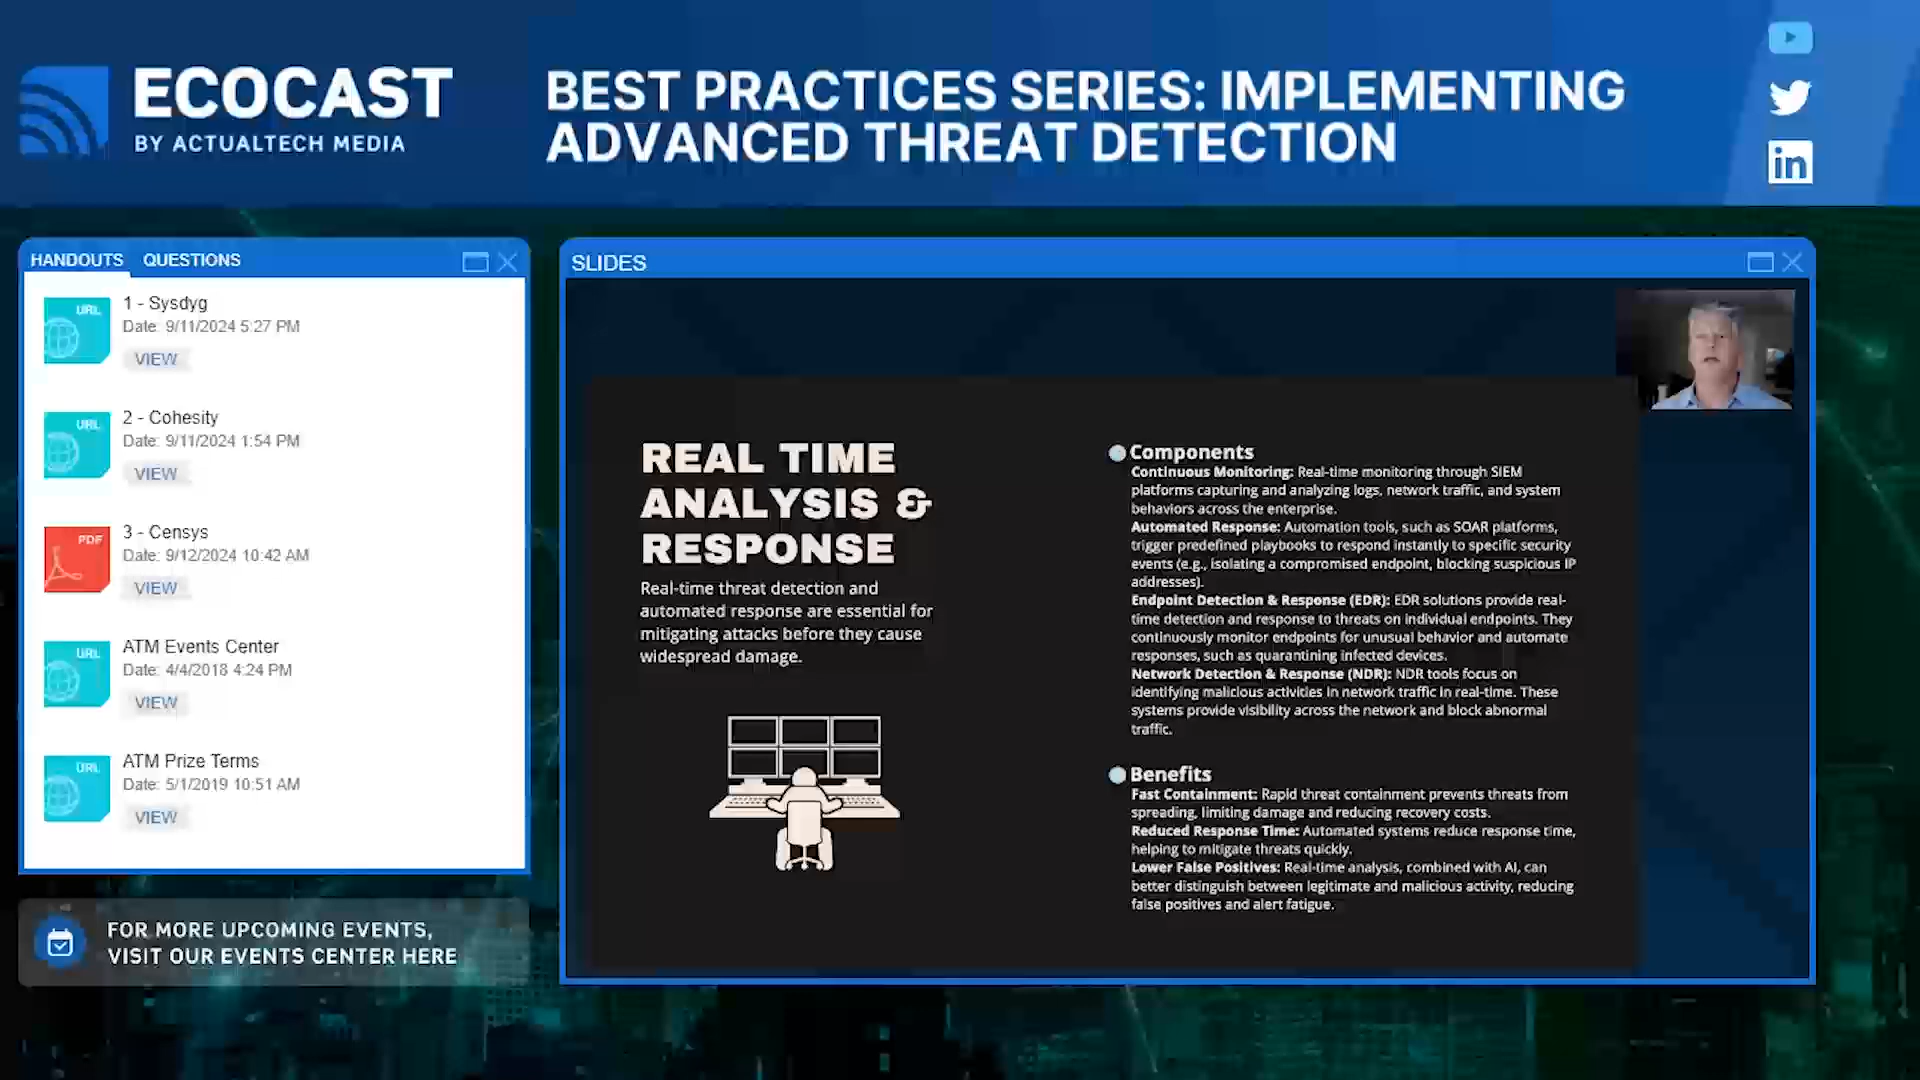 ECOCAST
BY ACTUALTECH MEDIA
BEST PRACTICES SERIES: IMPLEMENTING
ADVANCED THREAT DETECTION
in
HANDOUTS QUESTIONS
URL
1 - Sysdyg
Date: 9/11/2024 5:27 PM
VIEW
URL
2 - Cohesity
Date: 9/11/2024 1:54 PM
VIEW
PDF
3 - Censys
Date: 9/12/2024 10:42 AM
VIEW
URL
ATM Events Center
Date: 4/4/2018 4:24 PM
VIEW
URL
ATM Prize Terms
Date: 5/1/2019 10:51 AM
VIEW
FOR MORE UPCOMING EVENTS,
VISIT OUR EVENTS CENTER HERE
SLIDES
REAL TIME
ANALYSIS &
RESPONSE
Real-time threat detection and
automated response are essential for
mitigating attacks before they cause
widespread damage.
Components
Continuous Monitoring: Real-time monitoring through SIEM
platforms capturing and analyzing logs, network traffic, and system
behaviors across the enterprise.
Automated Response: Automation tools, such as SOAR platforms,
trigger predefined playbooks to respond instantly to specific security
events (e.g., isolating a compromised endpoint, blocking suspicious IP
addresses).
Endpoint Detection & Response (EDR): EDR solutions provide real-
time detection and response to threats on individual endpoints. They
continuously monitor endpoints for unusual behavior and automate
responses, such as quarantining infected devices.
Network Detection & Response (NDR): NDR tools focus on
identifying malicious activities in network traffic in real-time. These
systems provide visibility across the network and block abnormal
traffic.
Benefits
Fast Containment: Rapid threat containment prevents threats from
spreading, limiting damage and reducing recovery costs.
Reduced Response Time: Automated systems reduce response time,
helping to mitigate threats quickly.
Lower False Positives: Real-time analysis, combined with AI, can
better distinguish between legitimate and malicious activity, reducing
false positives and alert fatigue.